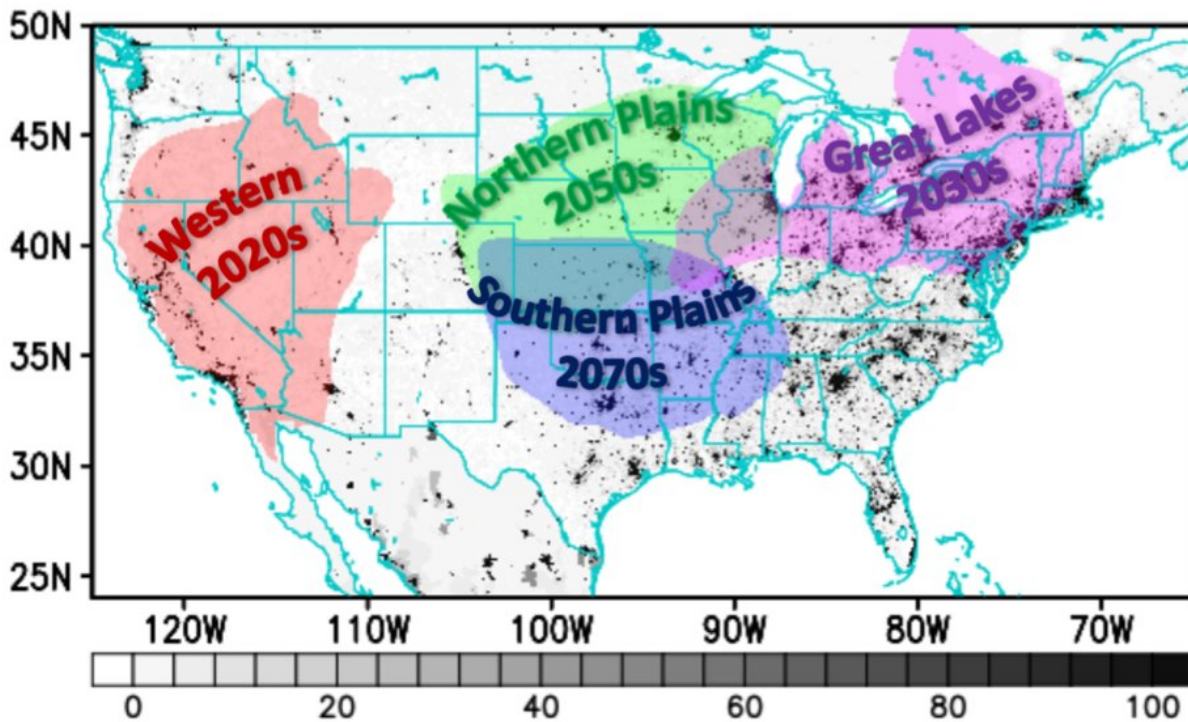 50N
45N
40N
35N
30N
25N
Western
2020s
Northern Plains
2050s
Great Lakes
2030s
Southern Plains
2070s
120W 110W 100W 90W 80W 70W
0 20 40 60 80 100